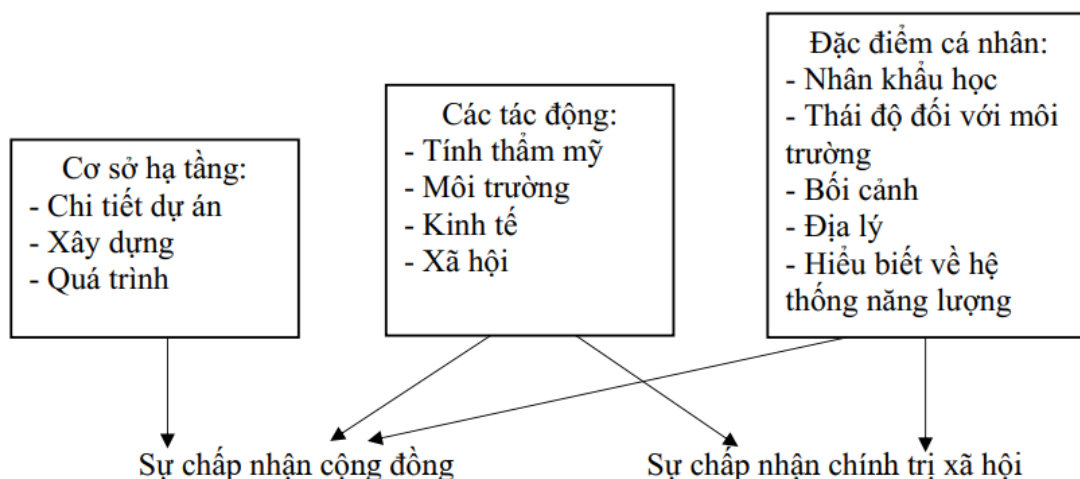 Cơ sở hạ tầng:
- Chi tiết dự án
- Xây dựng
- Quá trình
Các tác động:
- Tính thẩm mỹ
- Môi trường
- Kinh tế
- Xã hội
Đặc điểm cá nhân:
- Nhân khẩu học
- Thái độ đối với môi
trường
- Bối cảnh
- Địa lý
- Hiểu biết về hệ
thống năng lượng
Sự chấp nhận cộng đồng
Sự chấp nhận chính trị xã hội